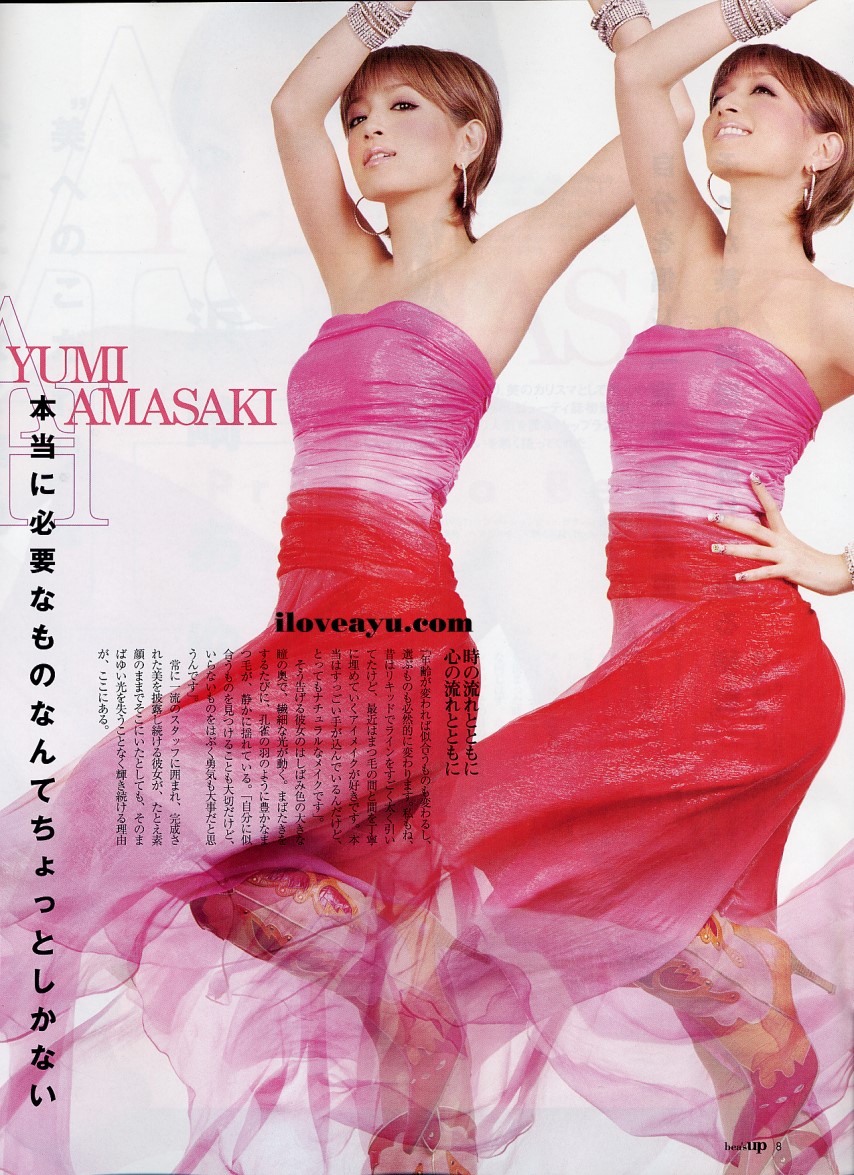 YUMI
AMASAKI
本当に必要なものなんてちょっとしかない
iloveayu.com
時の流れとともに
心の流れとともに
「年齢が変われば似合うものも変わるし、
選ぶものも必然的に変わります。私もね、
昔はリキッドでラインをすごく太く引い
てたけど、最近はまつ毛の間と間を丁寧
に埋めていくアイメイクが好きです。本
当はすっごい手が込んでいるんだけど、
とってもナチュラルなメイクです」。
そう告げる彼女のはしばみ色の大きな
瞳の奥で、繊細な光が動く。まばたきを
するたびに、孔雀の羽のように豊かなま
つ毛が、静かに揺れている。「自分に似
合うものを見つけることも大切だけど、
いらないものをはぶく勇気も大事だと思
うんです」。
常に一流のスタッフに囲まれ、完成さ
れた美を披露し続ける彼女が、たとえ素
顔のままでそこにいたとしても、そのま
ばゆい光を失うことなく輝き続ける理由
が、ここにある。
bea'sup 8